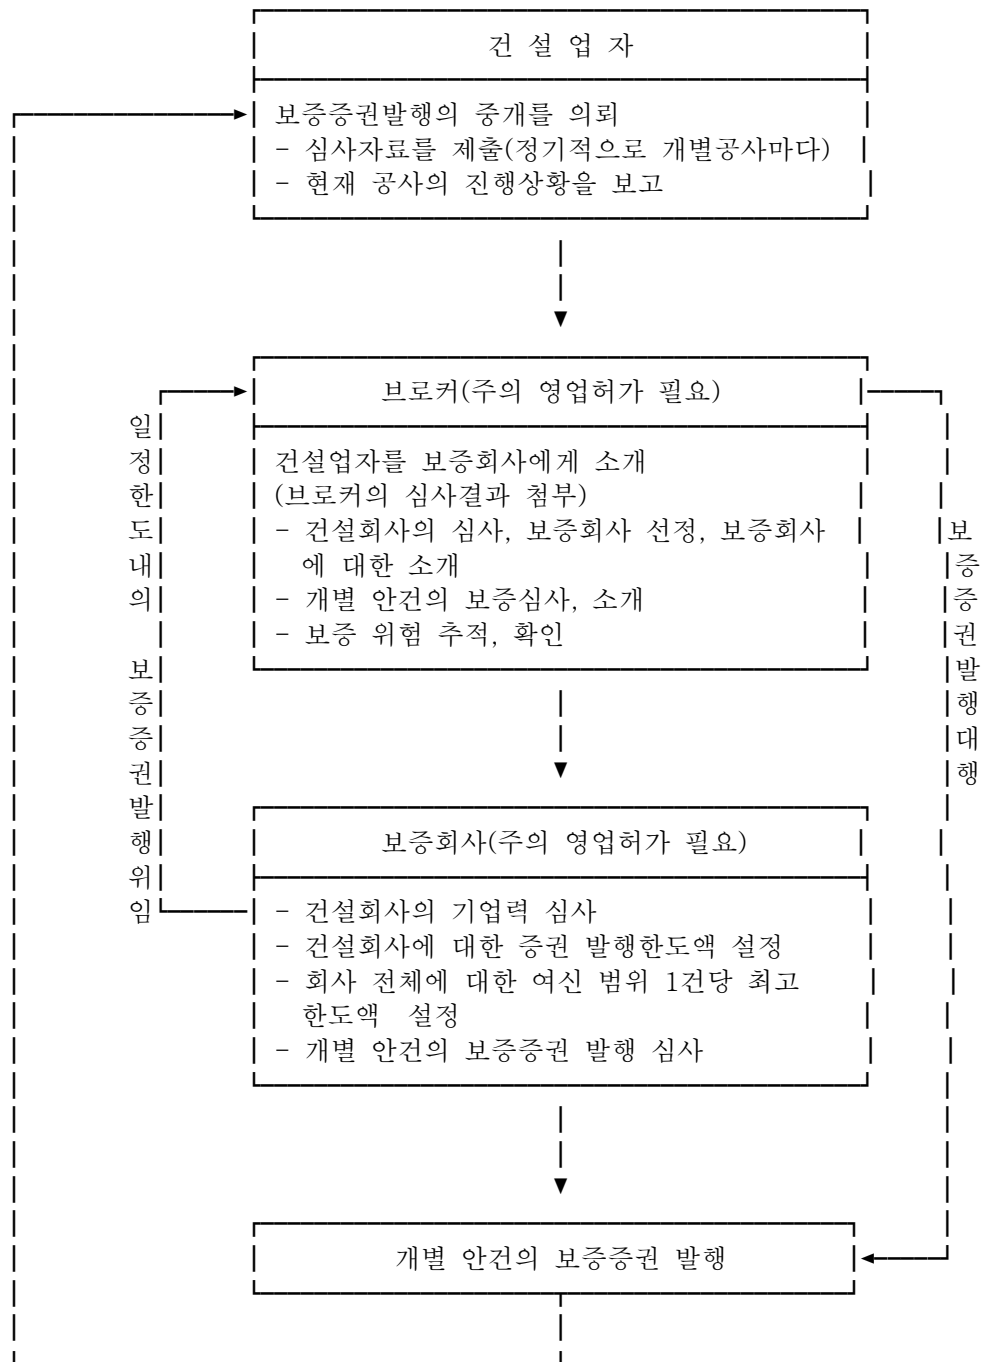 건 설 업 자
보증증권발행의 중개를 의뢰
- 심사자료를 제출(정기적으로 개별공사마다)
- 현재 공사의 진행상황을 보고
브로커(주의 영업허가 필요)
건설업자를 보증회사에게 소개
(브로커의 심사결과 첨부)
- 건설회사의 심사, 보증회사 선정, 보증회사
에 대한 소개
- 개별 안건의 보증심사, 소개
- 보증 위험 추적, 확인
일정한도내의 보증증권발행위임
보증증권발행대행
보증회사(주의 영업허가 필요)
- 건설회사의 기업력 심사
- 건설회사에 대한 증권 발행한도액 설정
- 회사 전체에 대한 여신 범위 1건당 최고
한도액 설정
- 개별 안건의 보증증권 발행 심사
개별 안건의 보증증권 발행